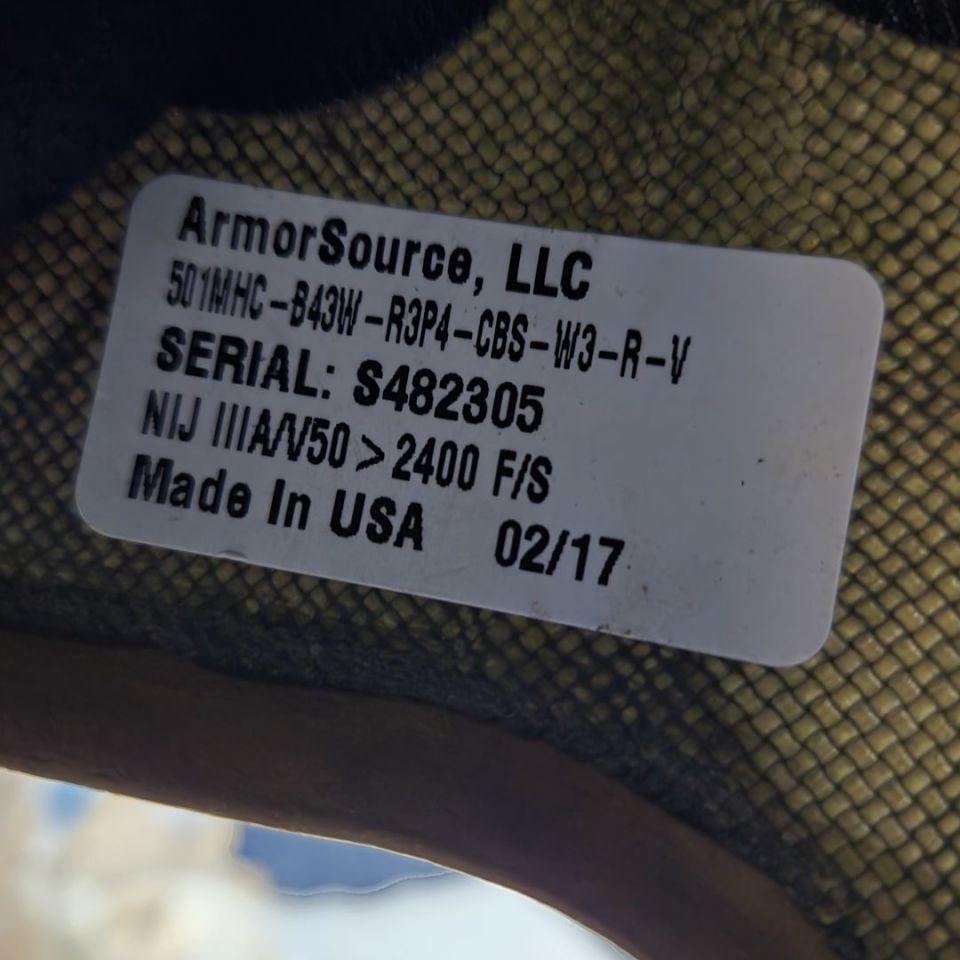 ArmorSource, LLC
501MHC-B43W-R3P4-CBS-W3-R-V
SERIAL: S482305
NIJ IIIA/V50 > 2400 F/S
Made In USA 02/17